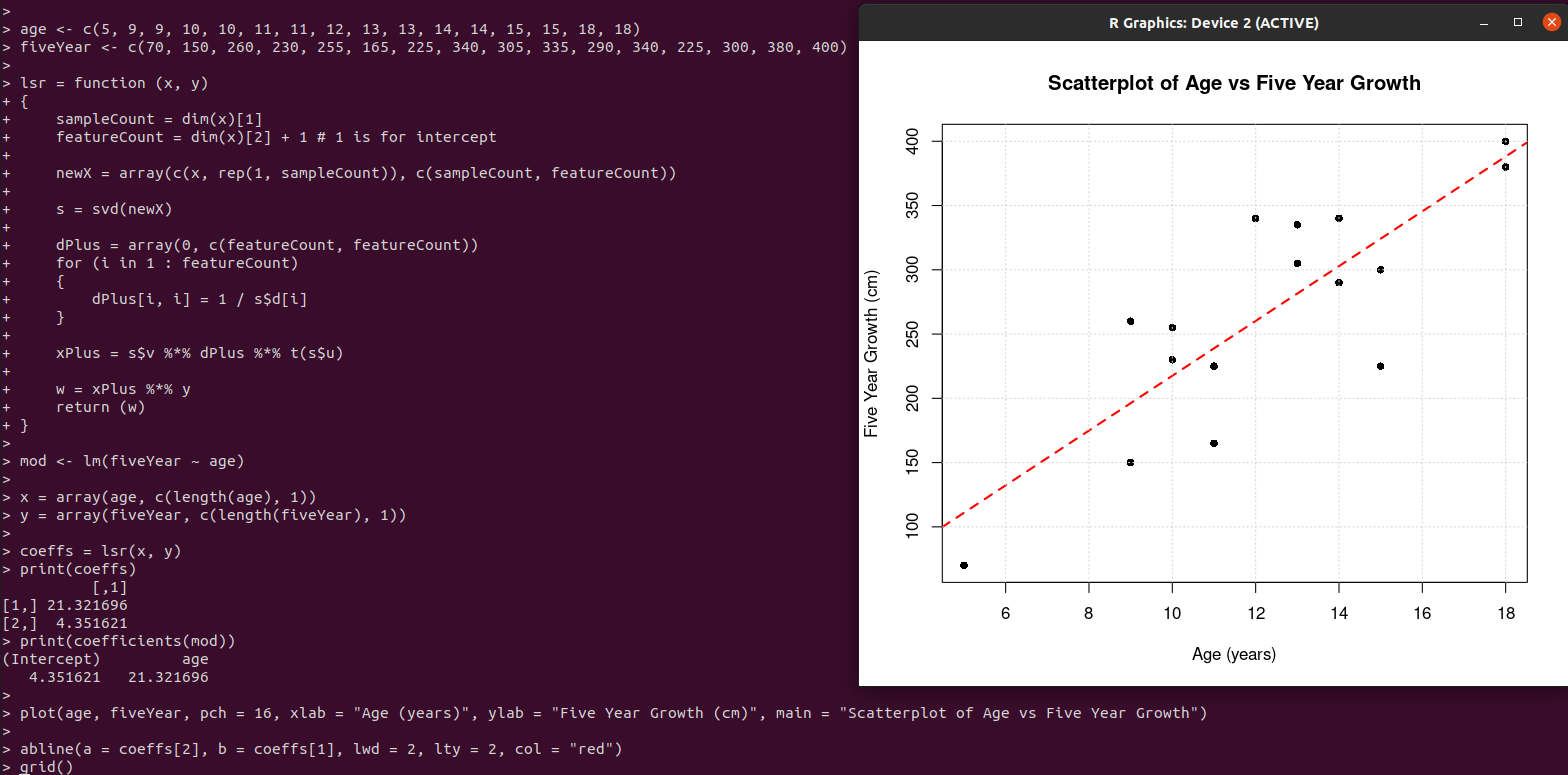 >
> age <- c(5, 9, 9, 10, 10, 11, 11, 12, 13, 13, 14, 14, 15, 15, 18, 18)
> fiveYear <- c(70, 150, 260, 230, 255, 165, 225, 340, 305, 335, 290, 340, 225, 300, 380, 400)
>
> lsr = function (x, y)
+ {
+     sampleCount = dim(x)[1]
+     featureCount = dim(x)[2] + 1 # 1 is for intercept
+
+     newX = array(c(x, rep(1, sampleCount)), c(sampleCount, featureCount))
+
+     s = svd(newX)
+
+     dPlus = array(0, c(featureCount, featureCount))
+     for (i in 1 : featureCount)
+     {
+         dPlus[i, i] = 1 / s$d[i]
+     }
+
+     xPlus = s$v %*% dPlus %*% t(s$u)
+
+     w = xPlus %*% y
+     return (w)
+ }
>
> mod <- lm(fiveYear ~ age)
>
> x = array(age, c(length(age), 1))
> y = array(fiveYear, c(length(fiveYear), 1))
>
> coeffs = lsr(x, y)
> print(coeffs)
          [,1]
[1,] 21.321696
[2,]  4.351621
> print(coefficients(mod))
(Intercept)         age
   4.351621   21.321696
>
> plot(age, fiveYear, pch = 16, xlab = "Age (years)", ylab = "Five Year Growth (cm)", main = "Scatterplot of Age vs Five Year Growth")
>
> abline(a = coeffs[2], b = coeffs[1], lwd = 2, lty = 2, col = "red")
> grid()
R Graphics: Device 2 (ACTIVE)
Scatterplot of Age vs Five Year Growth
Five Year Growth (cm)
400
350
300
250
200
150
100
6 8 10 12 14 16 18
Age (years)